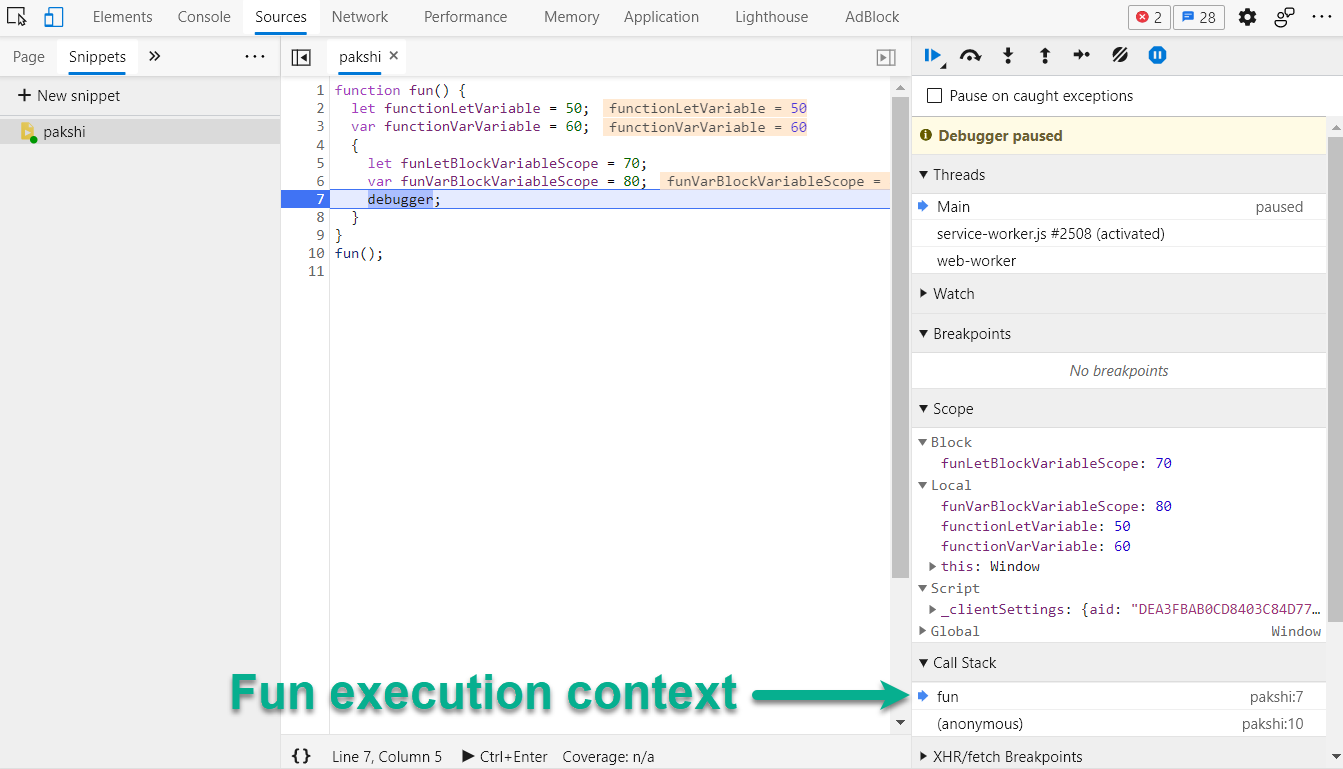 Elements Console Sources Network Performance Memory Application Lighthouse AdBlock 2 28
Page Snippets
pakshi
New snippet
pakshi
1 function fun() {
2 let functionLetVariable = 50; functionLetVariable = 50
3 var functionVarVariable = 60; functionVarVariable = 60
4 {
5 let funLetBlockVariableScope = 70;
6 var funVarBlockVariableScope = 80; funVarBlockVariableScope =
7 debugger;
8 }
9 }
10 fun();
11
Pause on caught exceptions
Debugger paused
Threads
Main paused
service-worker.js #2508 (activated)
web-worker
Watch
Breakpoints
No breakpoints
Scope
Block
funLetBlockVariableScope: 70
Local
funVarBlockVariableScope: 80
functionLetVariable: 50
functionVarVariable: 60
this: Window
Script
_clientSettings: {aid: "DEA3FBAB0CD8403C84D77…
Global Window
Call Stack
Fun execution context
fun pakshi:7
(anonymous) pakshi:10
XHR/fetch Breakpoints
{} Line 7, Column 5 Ctrl+Enter Coverage: n/a